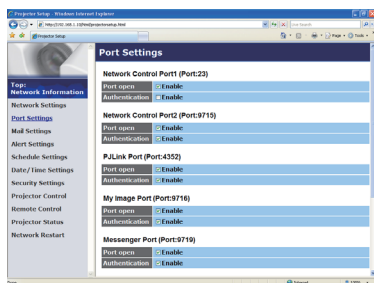 Projector Setup - Windows Internet Explorer
Projector Setup
Page
Tools
Top:
Network Information
Network Settings
Port Settings
Mail Settings
Alert Settings
Schedule Settings
Date/Time Settings
Security Settings
Projector Control
Remote Control
Projector Status
Network Restart
Port Settings
Network Control Port1 (Port:23)
Port open Enable
Authentication Enable
Network Control Port2 (Port:9715)
Port open Enable
Authentication Enable
PJLink Port (Port:4352)
Port open Enable
Authentication Enable
My Image Port (Port:9716)
Port open Enable
Authentication Enable
Messenger Port (Port:9719)
Port open Enable
Authentication Enable
Internet